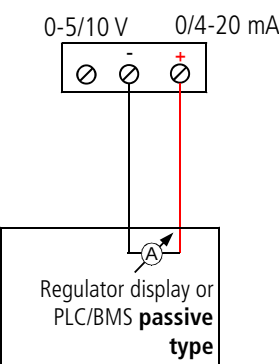 0-5/10 V 0/4-20 mA
- +
A
Regulator display or
PLC/BMS passive
type